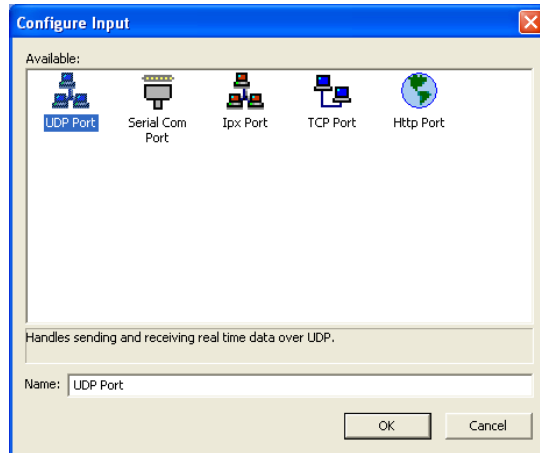 Configure Input
Available:
UDP Port
Serial Com
Port
Ipx Port
TCP Port
Http Port
Handles sending and receiving real time data over UDP.
Name: UDP Port
OK
Cancel